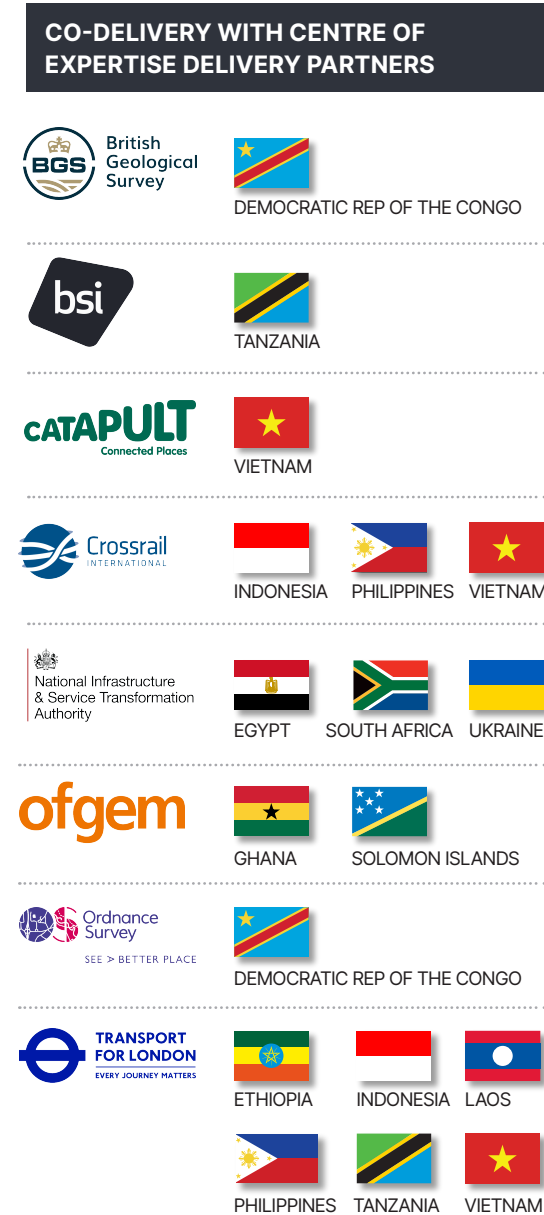 CO-DELIVERY WITH CENTRE OF
EXPERTISE DELIVERY PARTNERS
BGS
British
Geological
Survey
DEMOCRATIC REP OF THE CONGO
bsi
TANZANIA
CATAPULT
Connected Places
VIETNAM
Crossrail
INTERNATIONAL
INDONESIA PHILIPPINES VIETNAM
National Infrastructure
& Service Transformation
Authority
EGYPT SOUTH AFRICA UKRAINE
ofgem
GHANA SOLOMON ISLANDS
OS
Ordnance
Survey
SEE A BETTER PLACE
DEMOCRATIC REP OF THE CONGO
TRANSPORT
FOR LONDON
EVERY JOURNEY MATTERS
ETHIOPIA INDONESIA LAOS
PHILIPPINES TANZANIA VIETNAM